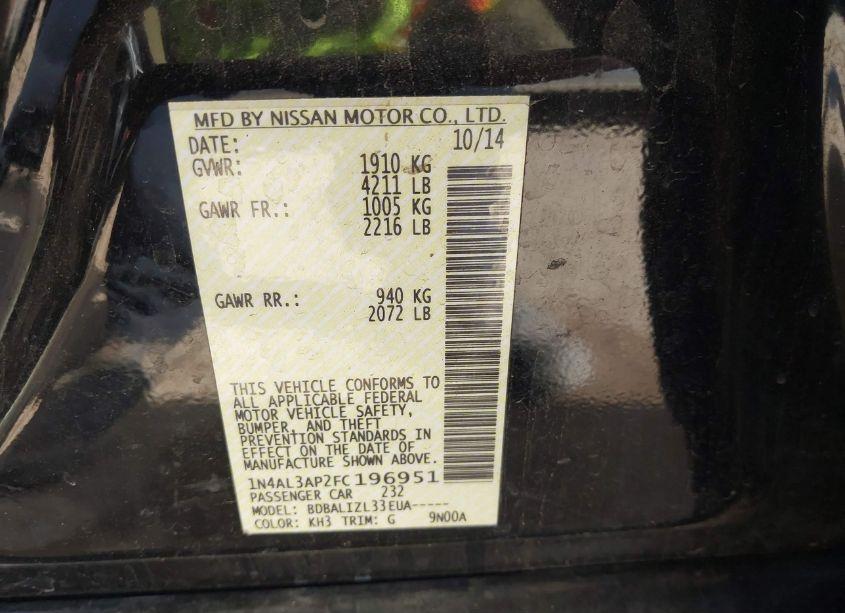 MFD BY NISSAN MOTOR CO., LTD.
DATE: 10/14
GVWR: 1910 KG
4211 LB
GAWR FR.: 1005 KG
2216 LB
GAWR RR.: 940 KG
2072 LB
THIS VEHICLE CONFORMS TO
ALL APPLICABLE FEDERAL
MOTOR VEHICLE SAFETY,
BUMPER, AND THEFT
PREVENTION STANDARDS IN
EFFECT ON THE DATE OF
MANUFACTURE SHOWN ABOVE.
1N4AL3AP2FC196951
PASSENGER CAR 232
MODEL: BDBALIZL33EUA-----
COLOR: KH3 TRIM: G 9N00A